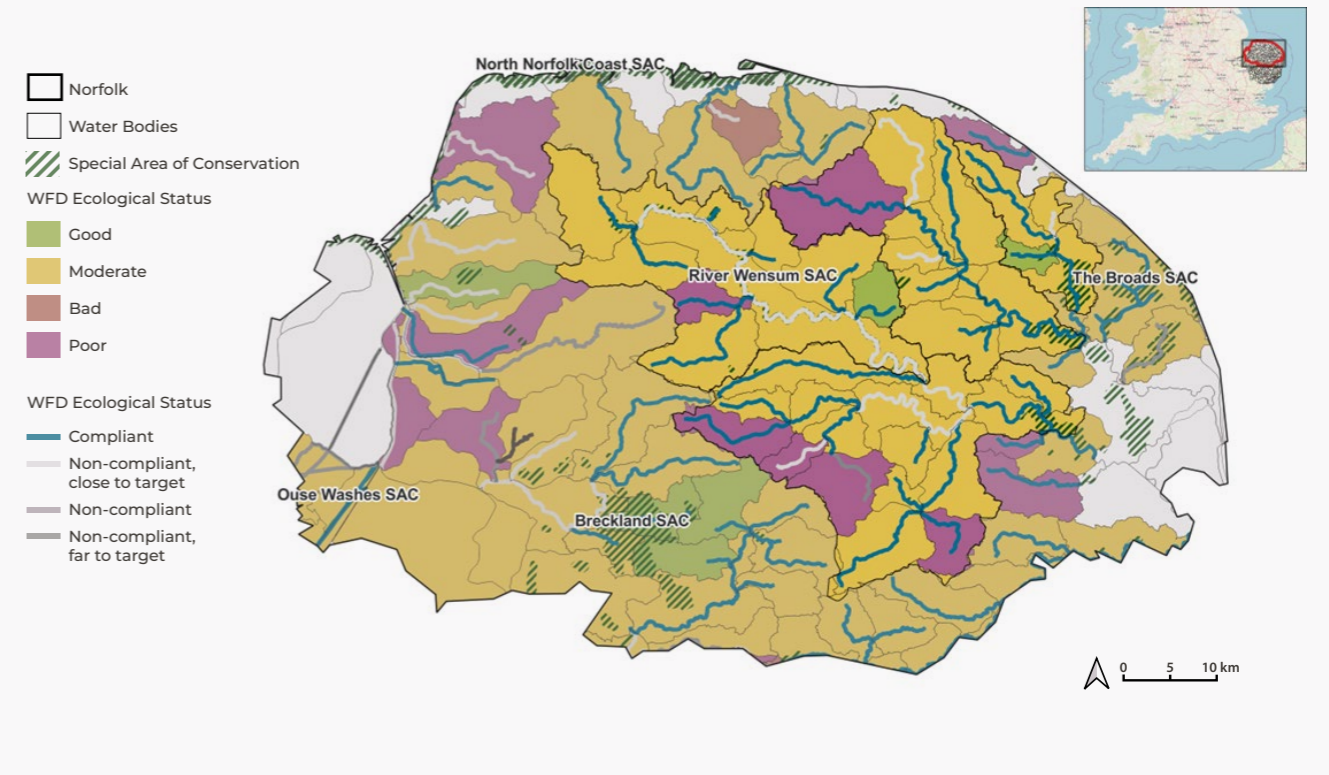 North Norfolk Coast SAC
Norfolk
Water Bodies
Special Area of Conservation
WFD Ecological Status
Good
Moderate
Bad
Poor
WFD Ecological Status
Compliant
Non-compliant,
close to target
Non-compliant
Non-compliant,
far to target
River Wensum SAC
The Broads SAC
Ouse Washes SAC
Breckland SAC
0 5 10 km